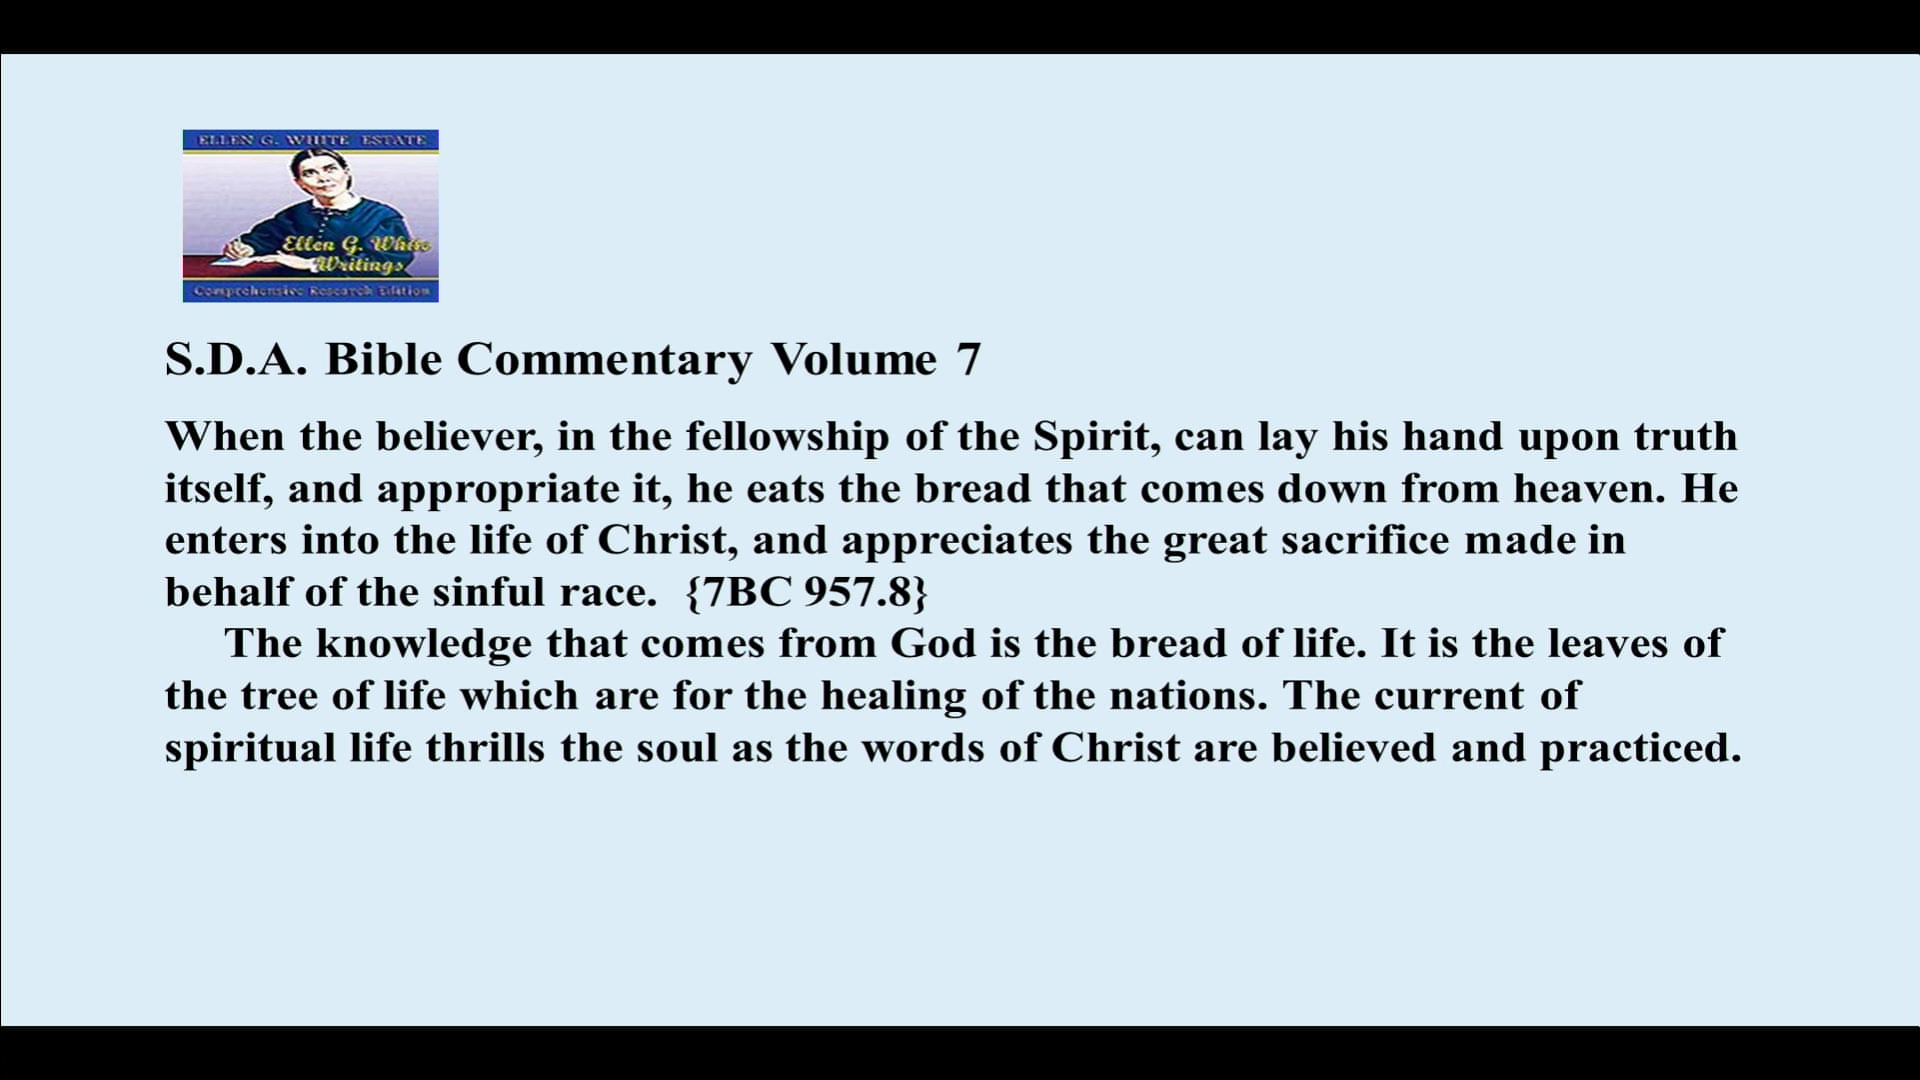 ELLEN G. WHITE ESTATE
Ellen G. White
Writings
Comprehensive Research Edition
S.D.A. Bible Commentary Volume 7
When the believer, in the fellowship of the Spirit, can lay his hand upon truth
itself, and appropriate it, he eats the bread that comes down from heaven. He
enters into the life of Christ, and appreciates the great sacrifice made in
behalf of the sinful race. {7BC 957.8}
The knowledge that comes from God is the bread of life. It is the leaves of
the tree of life which are for the healing of the nations. The current of
spiritual life thrills the soul as the words of Christ are believed and practiced.